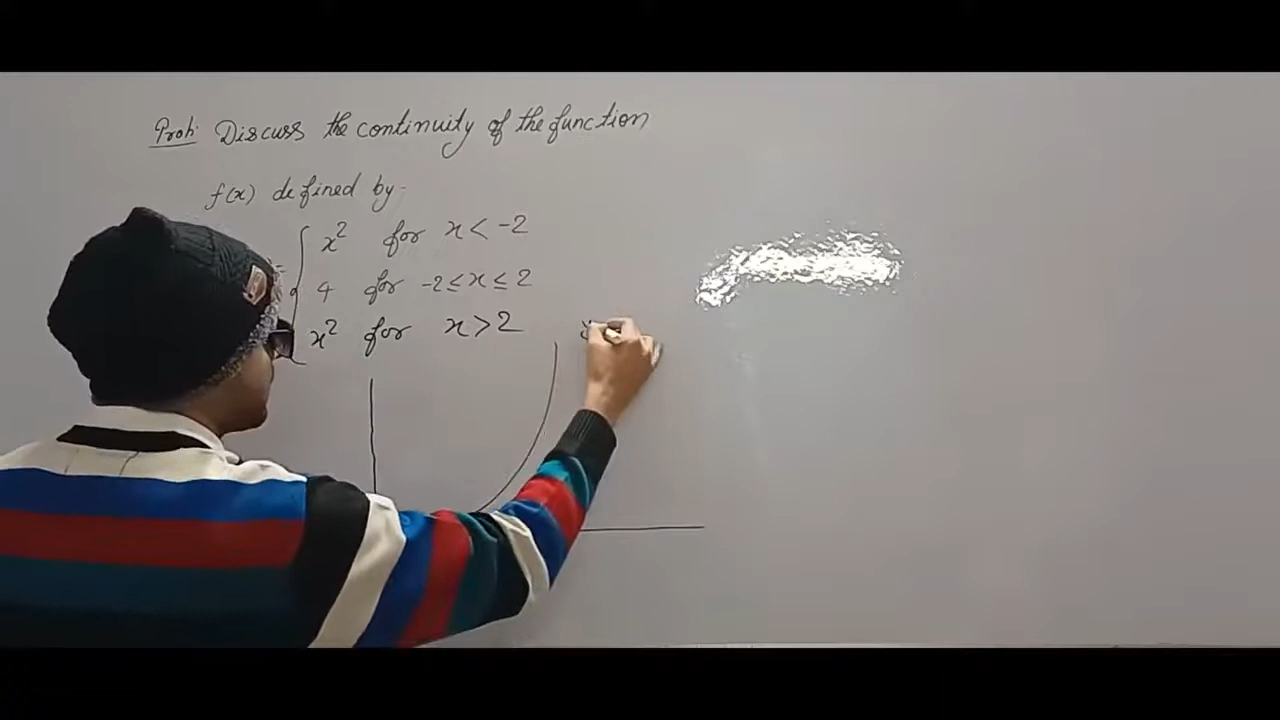 Prob: Discuss the continuity of the function
f(x) defined by-
x² for x < -2
4 for -2 ≤ x ≤ 2
x² for x > 2